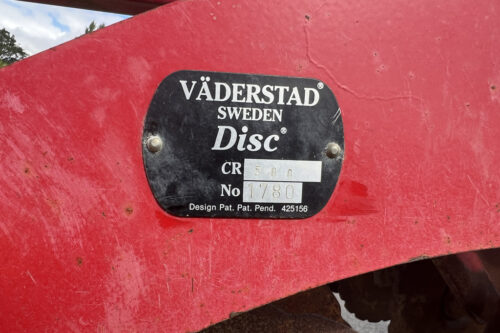 VÄDERSTAD®
SWEDEN
Disc®
CR 500
No 1780
Design Pat. Pat. Pend. 425156